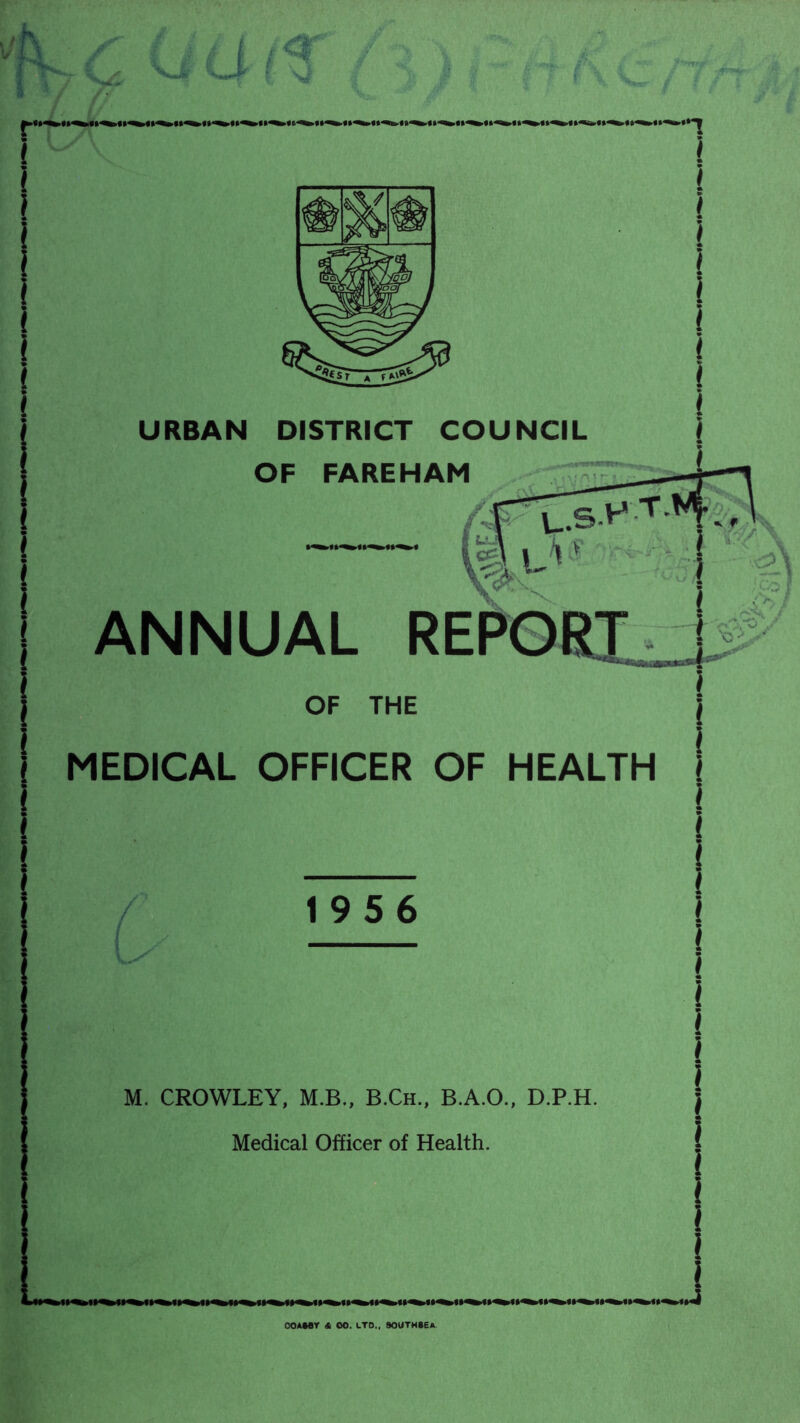 PREST A FAIRE
URBAN DISTRICT COUNCIL
OF FAREHAM
L.S.H.T.M.
ANNUAL REPORT
OF THE
MEDICAL OFFICER OF HEALTH
1956
M. CROWLEY, M.B., B.Ch., B.A.O., D.P.H.
Medical Officer of Health.
COASBY & CO. LTD., SOUTHSEA